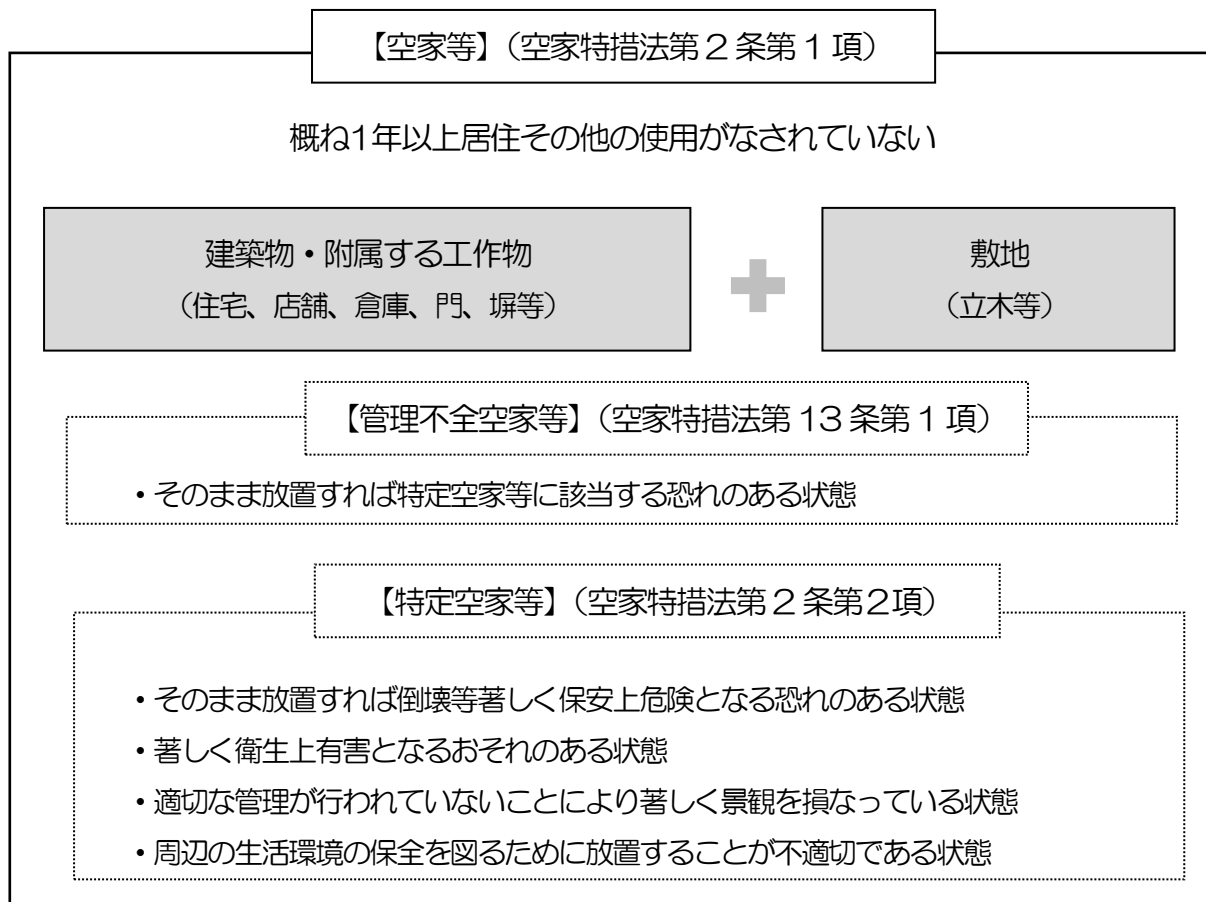 【空家等】（空家特措法第２条第１項）
概ね1年以上居住その他の使用がなされていない
建築物・附属する工作物
（住宅、店舗、倉庫、門、塀等）
敷地
（立木等）
【管理不全空家等】（空家特措法第 13 条第 1 項）
・そのまま放置すれば特定空家等に該当する恐れのある状態
【特定空家等】（空家特措法第２条第２項）
・そのまま放置すれば倒壊等著しく保安上危険となる恐れのある状態
・著しく衛生上有害となるおそれのある状態
・適切な管理が行われていないことにより著しく景観を損なっている状態
・周辺の生活環境の保全を図るために放置することが不適切である状態